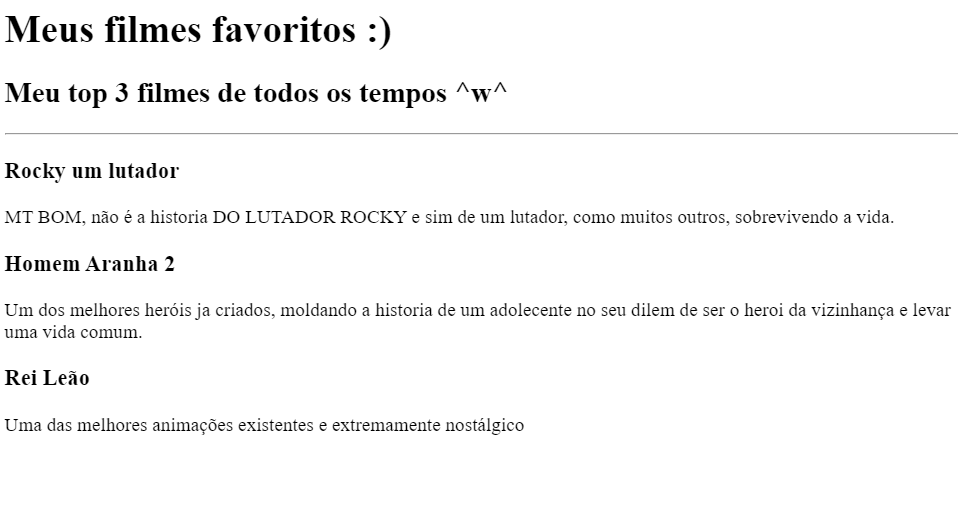 Meus filmes favoritos :)
Meu top 3 filmes de todos os tempos ^w^
Rocky um lutador
MT BOM, não é a historia DO LUTADOR ROCKY e sim de um lutador, como muitos outros, sobrevivendo a vida.
Homem Aranha 2
Um dos melhores heróis ja criados, moldando a historia de um adolecente no seu dilem de ser o heroi da vizinhança e levar
uma vida comum.
Rei Leão
Uma das melhores animações existentes e extremamente nostálgico